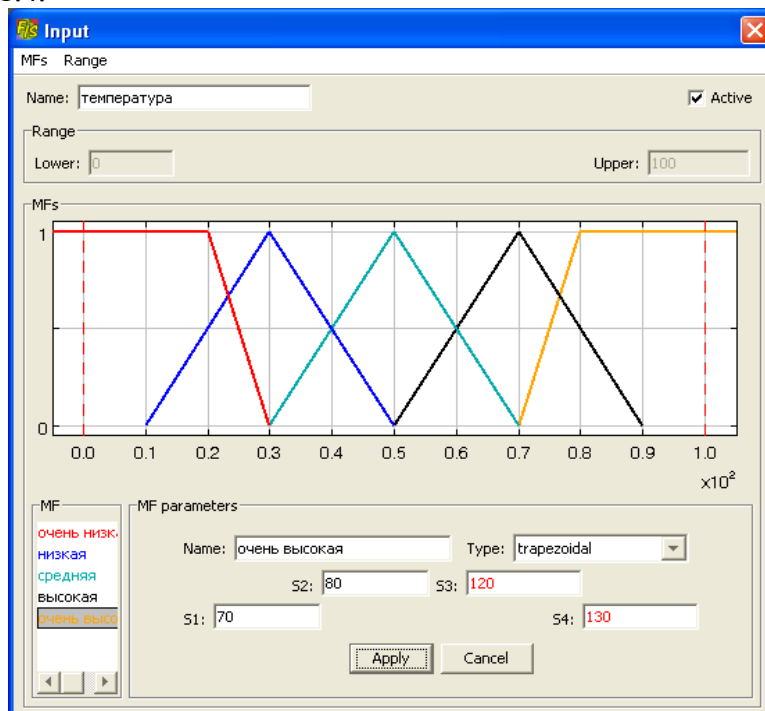 Input
MFs Range
Name: температура Active
Range
Lower: 0 Upper: 100
MFs
1
0
0.0 0.1 0.2 0.3 0.4 0.5 0.6 0.7 0.8 0.9 1.0
x10²
MF MF parameters
очень низк
низкая
средняя
высокая
очень высо
Name: очень высокая Type: trapezoidal
S2: 80 S3: 120
S1: 70 S4: 130
Apply Cancel